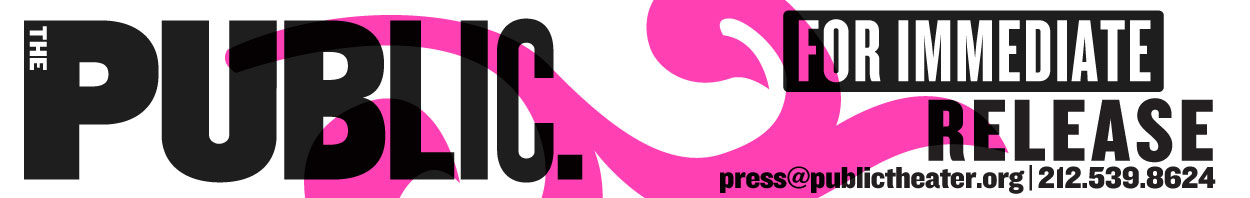 THE PUBLIC.
FOR IMMEDIATE
RELEASE
press@publictheater.org | 212.539.8624